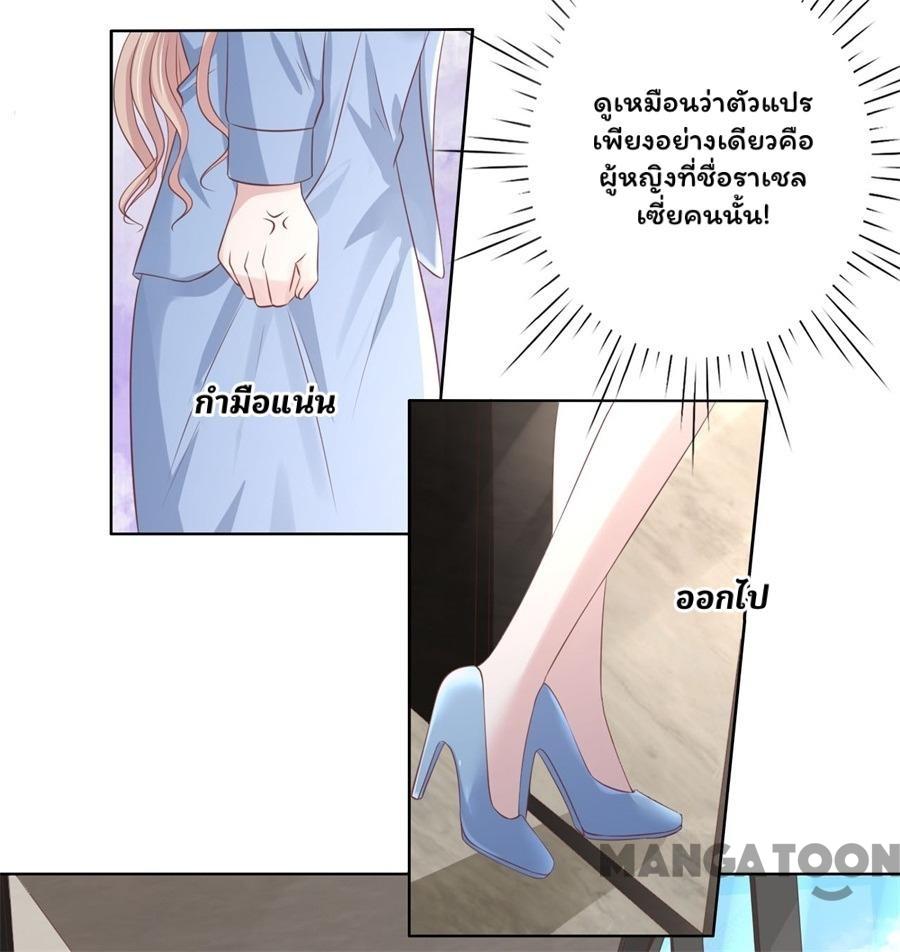 ดูเหมือนว่าตัวแปร
เพียงอย่างเดียวคือ
ผู้หญิงที่ชื่อราเชล
เซี่ยคนนั้น!
กำมือแน่น
ออกไป
MANGATOON